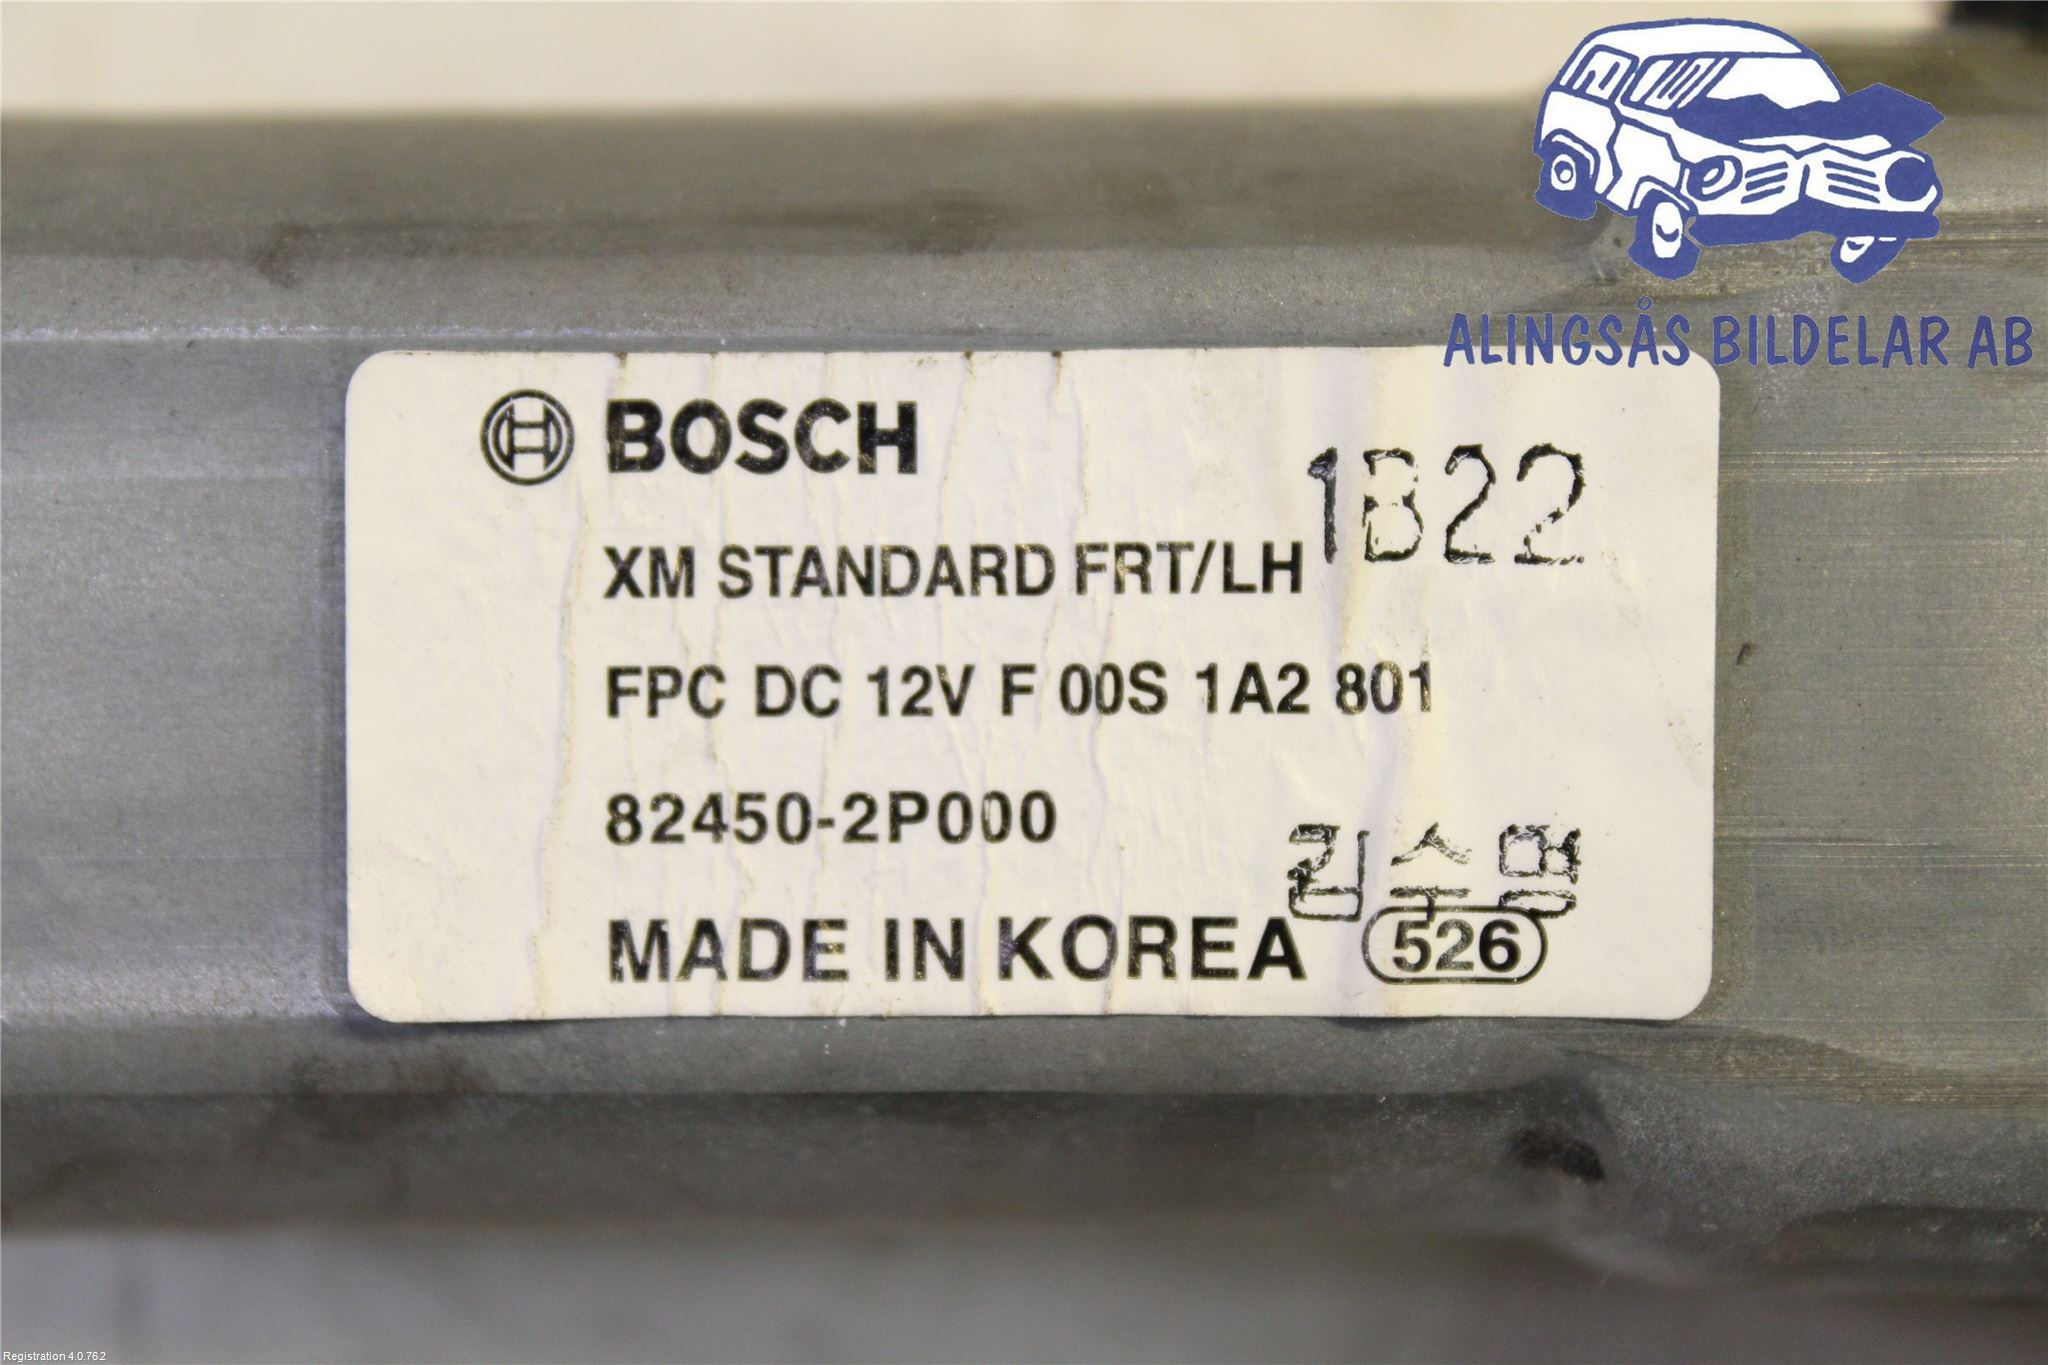 ALINGSÅS BILDELAR AB
BOSCH
1B22
XM STANDARD FRT/LH
FPC DC 12V F 00S 1A2 801
82450-2P000
김수명
MADE IN KOREA 526
Registration 4.0.762